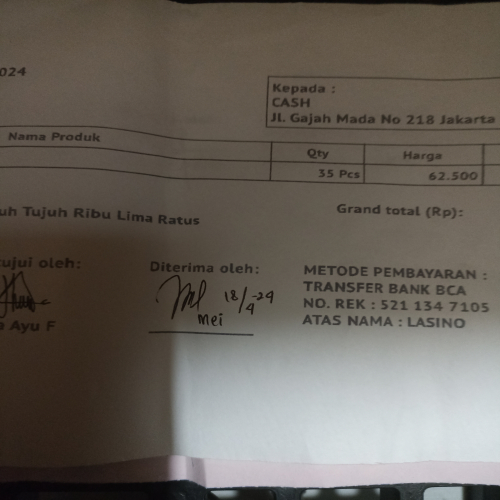 024
Kepada :
CASH
Jl. Gajah Mada No 218 Jakarta
Nama Produk
Qty
Harga
35 Pcs
62.500
uh Tujuh Ribu Lima Ratus
Grand total (Rp):
tujui oleh:
Diterima oleh:
METODE PEMBAYARAN :
TRANSFER BANK BCA
NO. REK : 521 134 7105
ATAS NAMA : LASINO
18/4-24
mei
a Ayu F